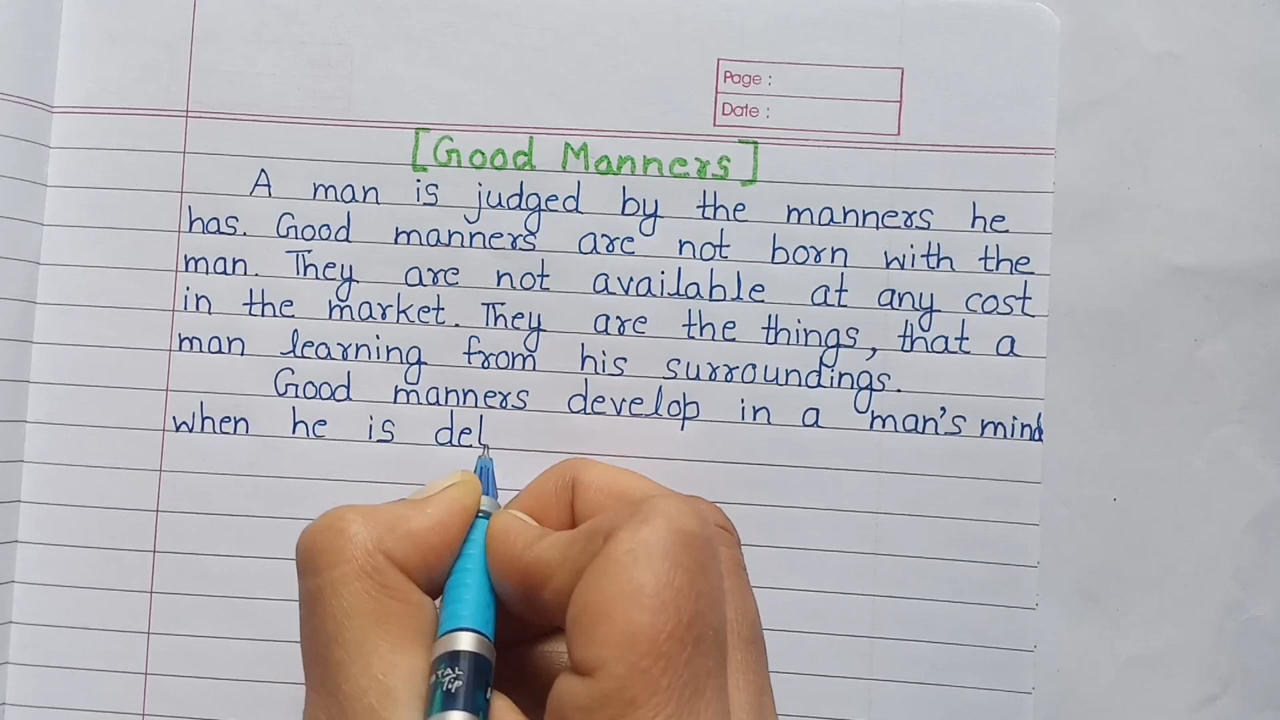 Page :
Date :
[Good Manners]
A man is judged by the manners he
has. Good manners are not born with the
man. They are not available at any cost
in the market. They are the things, that a
man learning from his surroundings.
Good manners develop in a man's mind
when he is del
TAL
Tip